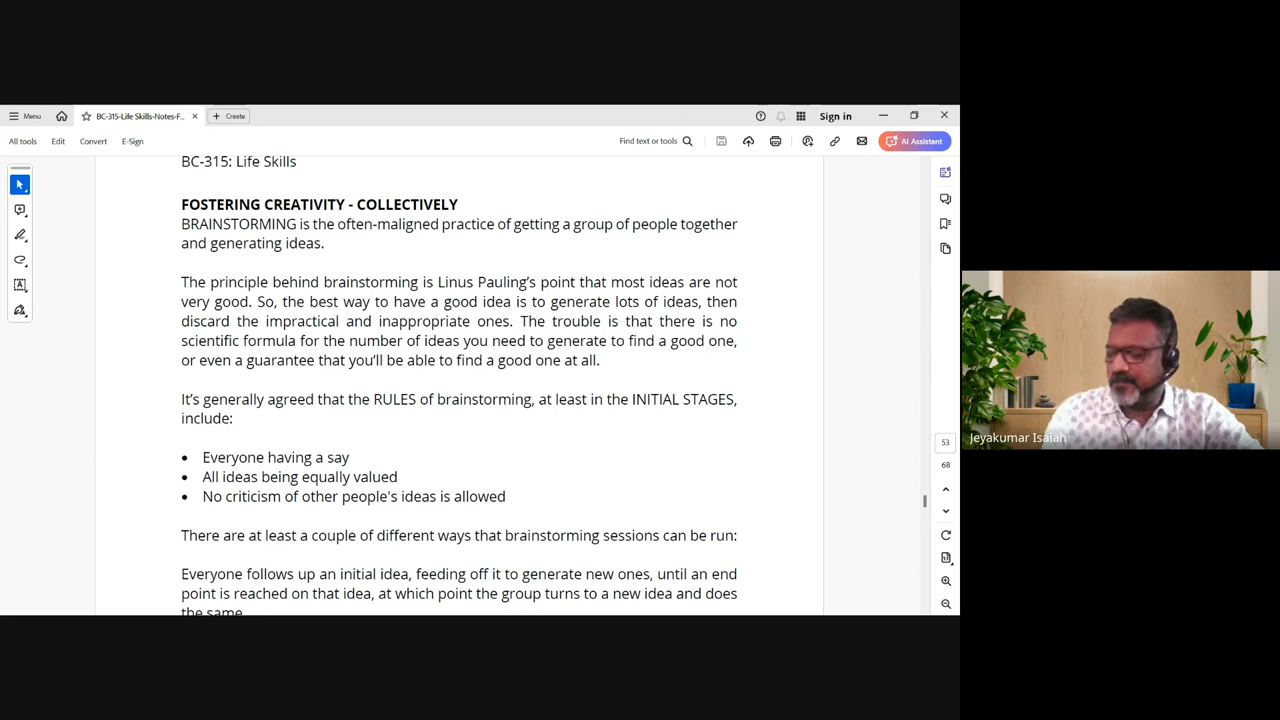 Menu
BC-315-Life Skills-Notes-F...
Create
Sign in
All tools
Edit
Convert
E-Sign
Find text or tools
AI Assistant
BC-315: Life Skills
FOSTERING CREATIVITY - COLLECTIVELY
BRAINSTORMING is the often-maligned practice of getting a group of people together
and generating ideas.
The principle behind brainstorming is Linus Pauling's point that most ideas are not
very good. So, the best way to have a good idea is to generate lots of ideas, then
discard the impractical and inappropriate ones. The trouble is that there is no
scientific formula for the number of ideas you need to generate to find a good one,
or even a guarantee that you'll be able to find a good one at all.
It's generally agreed that the RULES of brainstorming, at least in the INITIAL STAGES,
include:
• Everyone having a say
• All ideas being equally valued
• No criticism of other people's ideas is allowed
There are at least a couple of different ways that brainstorming sessions can be run:
Everyone follows up an initial idea, feeding off it to generate new ones, until an end
point is reached on that idea, at which point the group turns to a new idea and does
the same.
53
68
Jeyakumar Isaiah